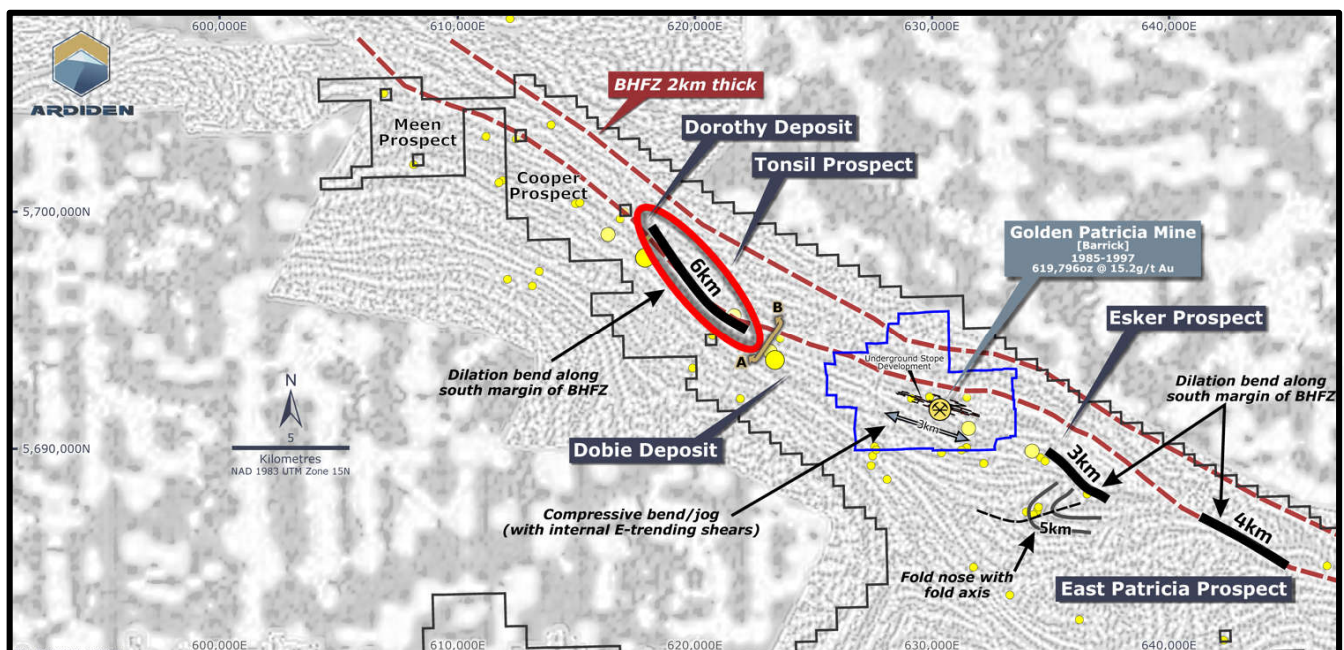 600,000E
610,000E
620,000E
630,000E
640,000E
ARDIDEN
BHFZ 2km thick
Meen
Prospect
Dorothy Deposit
Tonsil Prospect
Cooper
Prospect
5,700,000N
Golden Patricia Mine
[Barrick]
1985-1997
619,796oz @ 15.2g/t Au
6km
B
A
Esker Prospect
Underground Stope
Development
Dilation bend along
south margin of BHFZ
Dilation bend along
south margin of BHFZ
N
3km
Dobie Deposit
5
Kilometres
NAD 1983 UTM Zone 15N
5,690,000N
3km
Compressive bend/jog
(with internal E-trending shears)
5km
4km
Fold nose with
fold axis
East Patricia Prospect
600,000E
610,000E
620,000E
630,000E
640,000E